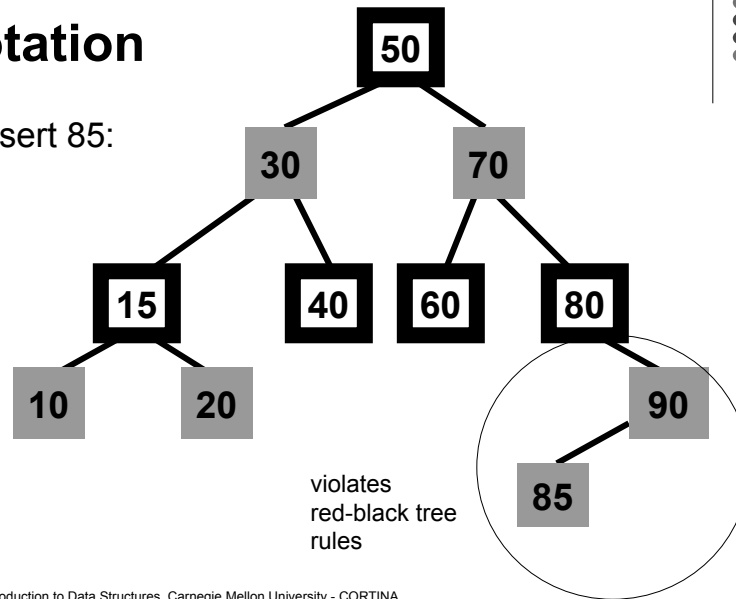 otation
50
sert 85:
30 70
15 40 60 80
10 20 90
85
violates
red-black tree
rules
oduction to Data Structures, Carnegie Mellon University - CORTINA